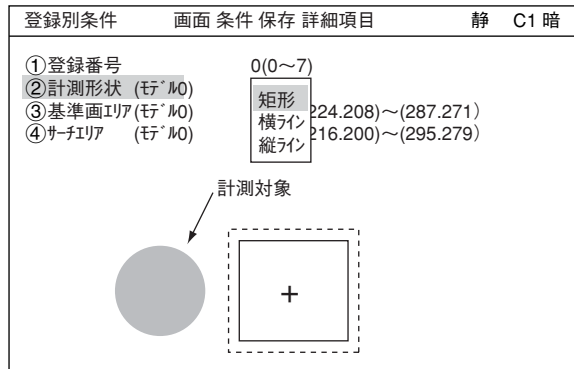 登録別条件 画面 条件 保存 詳細項目 静 C1 暗
①登録番号 0(0～7)
②計測形状 (ﾓﾃﾞﾙ0)
矩形
③基準画ｴﾘｱ(ﾓﾃﾞﾙ0) 224.208)～(287.271)
横ﾗｲﾝ
④ｻｰﾁｴﾘｱ (ﾓﾃﾞﾙ0) 216.200)～(295.279)
縦ﾗｲﾝ
計測対象